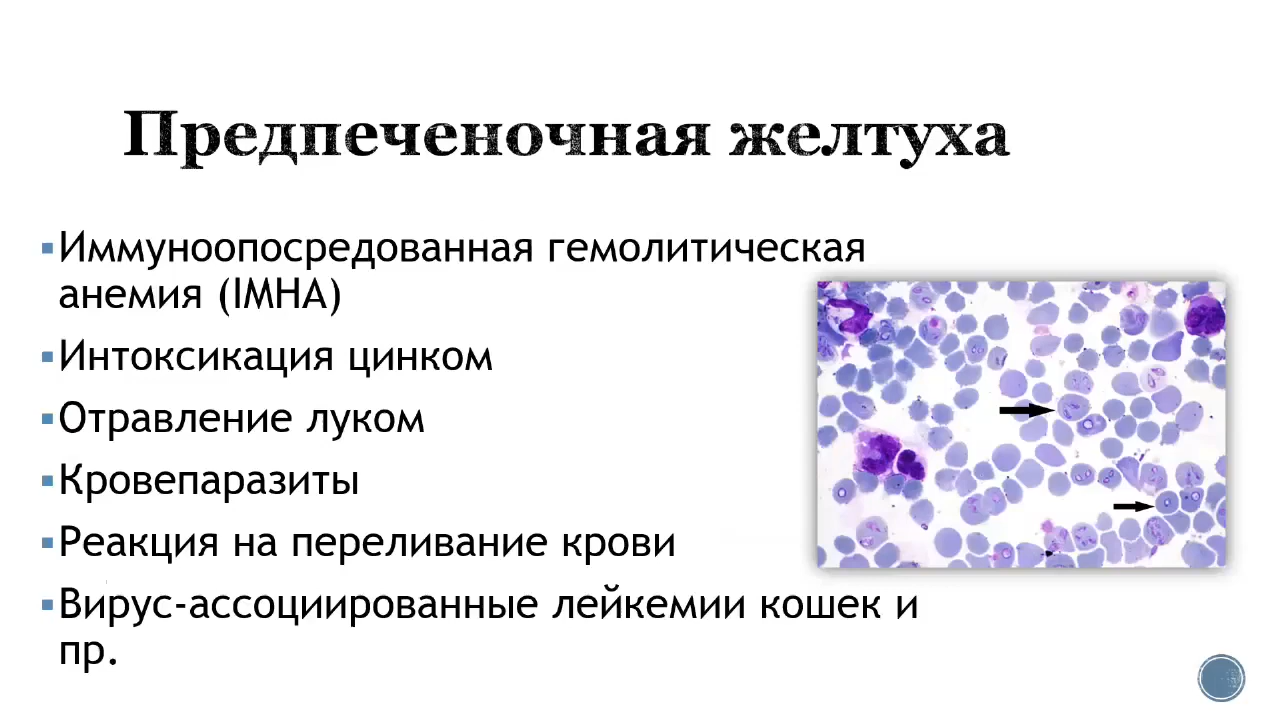 Предпеченочная желтуха
▪Иммуноопосредованная гемолитическая
анемия (IMHA)
▪Интоксикация цинком
▪Отравление луком
▪Кровепаразиты
▪Реакция на переливание крови
▪Вирус-ассоциированные лейкемии кошек и
пр.